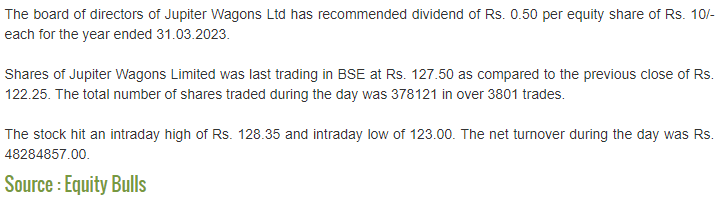 The board of directors of Jupiter Wagons Ltd has recommended dividend of Rs. 0.50 per equity share of Rs. 10/-
each for the year ended 31.03.2023.
Shares of Jupiter Wagons Limited was last trading in BSE at Rs. 127.50 as compared to the previous close of Rs.
122.25. The total number of shares traded during the day was 378121 in over 3801 trades.
The stock hit an intraday high of Rs. 128.35 and intraday low of 123.00. The net turnover during the day was Rs.
48284857.00.
Source : Equity Bulls